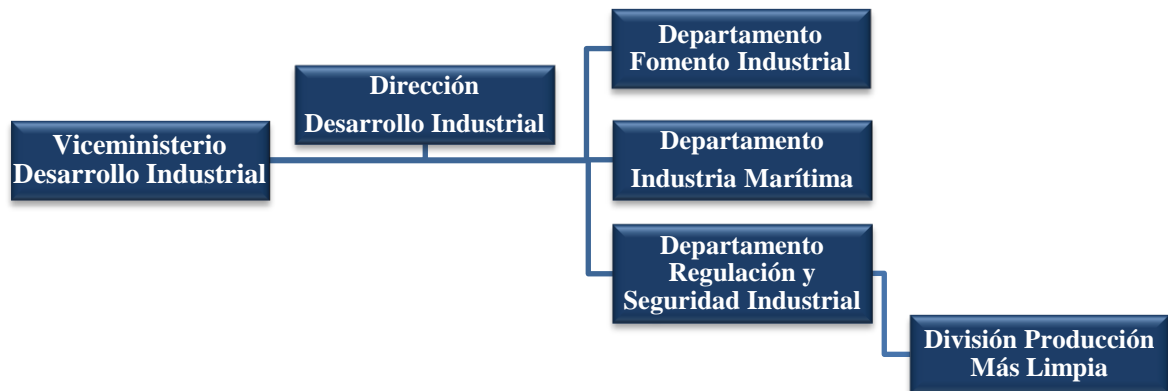 Viceministerio
Desarrollo Industrial
Dirección
Desarrollo Industrial
Departamento
Fomento Industrial
Departamento
Industria Marítima
Departamento
Regulación y
Seguridad Industrial
División Producción
Más Limpia